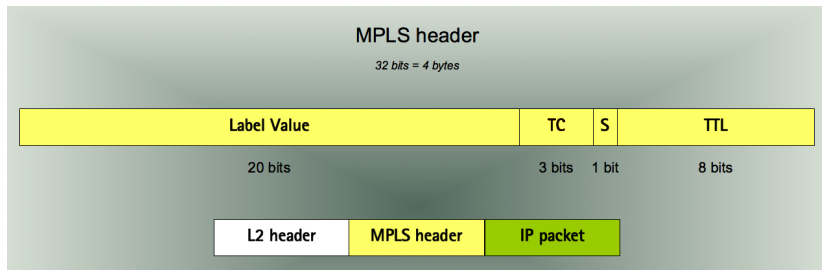 MPLS header
32 bits = 4 bytes
Label Value TC S TTL
20 bits 3 bits 1 bit 8 bits
L2 header MPLS header IP packet